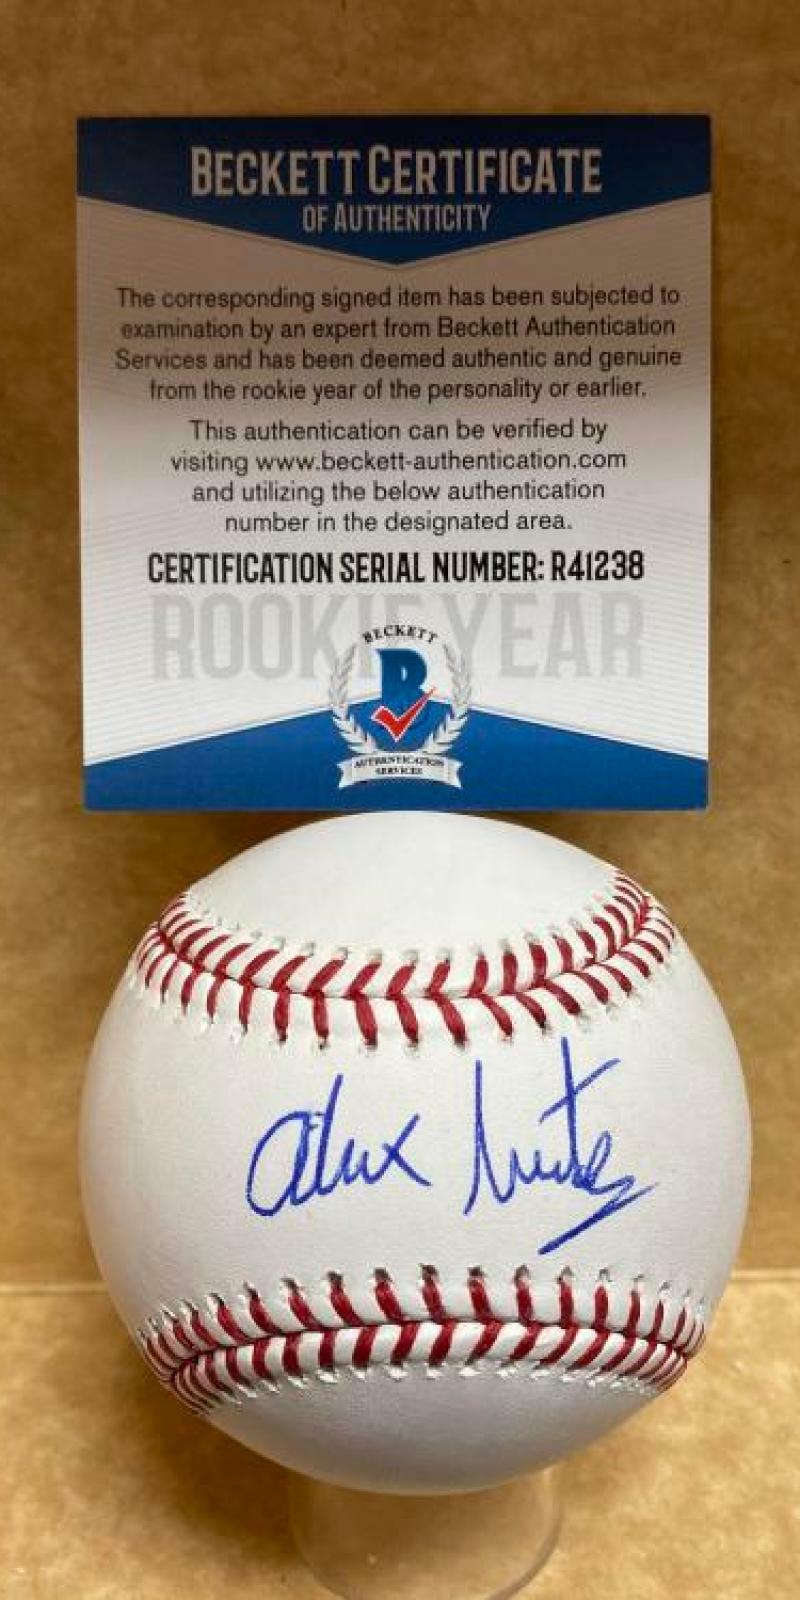 BECKETT CERTIFICATE
OF AUTHENTICITY
The corresponding signed item has been subjected to
examination by an expert from Beckett Authentication
Services and has been deemed authentic and genuine
from the rookie year of the personality or earlier.
This authentication can be verified by
visiting www.beckett-authentication.com
and utilizing the below authentication
number in the designated area.
CERTIFICATION SERIAL NUMBER: R41238
ROOKIE YEAR
BECKETT
B
AUTHENTICATION
SERVICES
Alex